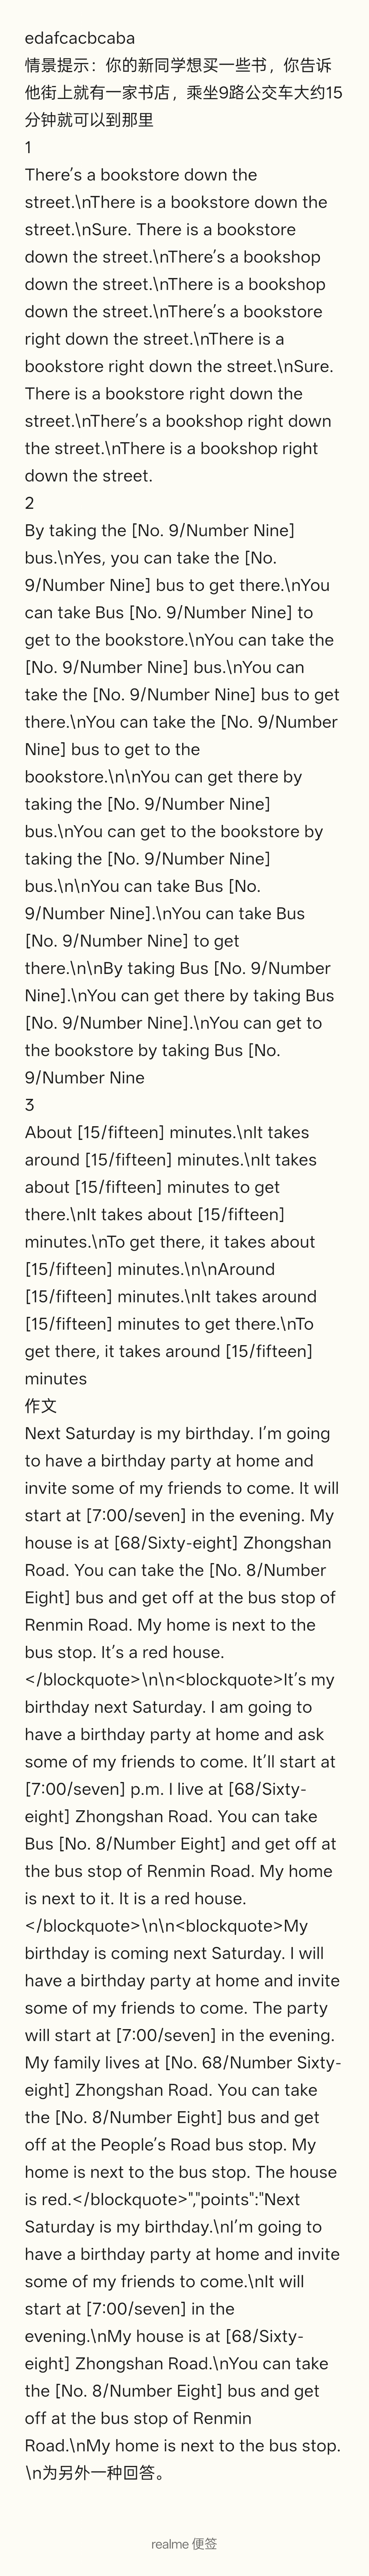 edafcacbcaba
情景提示：你的新同学想买一些书，你告诉
他街上就有一家书店，乘坐9路公交车大约15
分钟就可以到那里
1
There's a bookstore down the
street.\nThere is a bookstore down the
street.\nSure. There is a bookstore
down the street.\nThere's a bookshop
down the street.\nThere is a bookshop
down the street.\nThere's a bookstore
right down the street.\nThere is a
bookstore right down the street.\nSure.
There is a bookstore right down the
street.\nThere's a bookshop right down
the street.\nThere is a bookshop right
down the street.
2
By taking the [No. 9/Number Nine]
bus.\nYes, you can take the [No.
9/Number Nine] bus to get there.\nYou
can take Bus [No. 9/Number Nine] to
get to the bookstore.\nYou can take the
[No. 9/Number Nine] bus.\nYou can
take the [No. 9/Number Nine] bus to get
there.\nYou can take the [No. 9/Number
Nine] bus to get to the
bookstore.\n\nYou can get there by
taking the [No. 9/Number Nine]
bus.\nYou can get to the bookstore by
taking the [No. 9/Number Nine]
bus.\n\nYou can take Bus [No.
9/Number Nine].\nYou can take Bus
[No. 9/Number Nine] to get
there.\n\nBy taking Bus [No. 9/Number
Nine].\nYou can get there by taking Bus
[No. 9/Number Nine].\nYou can get to
the bookstore by taking Bus [No.
9/Number Nine
3
About [15/fifteen] minutes.\nIt takes
around [15/fifteen] minutes.\nIt takes
about [15/fifteen] minutes to get
there.\nIt takes about [15/fifteen]
minutes.\nTo get there, it takes about
[15/fifteen] minutes.\n\nAround
[15/fifteen] minutes.\nIt takes around
[15/fifteen] minutes to get there.\nTo
get there, it takes around [15/fifteen]
minutes
作文
Next Saturday is my birthday. I'm going
to have a birthday party at home and
invite some of my friends to come. It will
start at [7:00/seven] in the evening. My
house is at [68/Sixty-eight] Zhongshan
Road. You can take the [No. 8/Number
Eight] bus and get off at the bus stop of
Renmin Road. My home is next to the
bus stop. It's a red house.
</blockquote>\n\n<blockquote>It's my
birthday next Saturday. I am going to
have a birthday party at home and ask
some of my friends to come. It'll start at
[7:00/seven] p.m. I live at [68/Sixty-
eight] Zhongshan Road. You can take
Bus [No. 8/Number Eight] and get off at
the bus stop of Renmin Road. My home
is next to it. It is a red house.
</blockquote>\n\n<blockquote>My
birthday is coming next Saturday. I will
have a birthday party at home and invite
some of my friends to come. The party
will start at [7:00/seven] in the evening.
My family lives at [No. 68/Number Sixty-
eight] Zhongshan Road. You can take
the [No. 8/Number Eight] bus and get
off at the People's Road bus stop. My
home is next to the bus stop. The house
is red.</blockquote>","points":"Next
Saturday is my birthday.\nI'm going to
have a birthday party at home and invite
some of my friends to come.\nIt will
start at [7:00/seven] in the
evening.\nMy house is at [68/Sixty-
eight] Zhongshan Road.\nYou can take
the [No. 8/Number Eight] bus and get
off at the bus stop of Renmin
Road.\nMy home is next to the bus stop.
\n为另外一种回答。
realme 便签